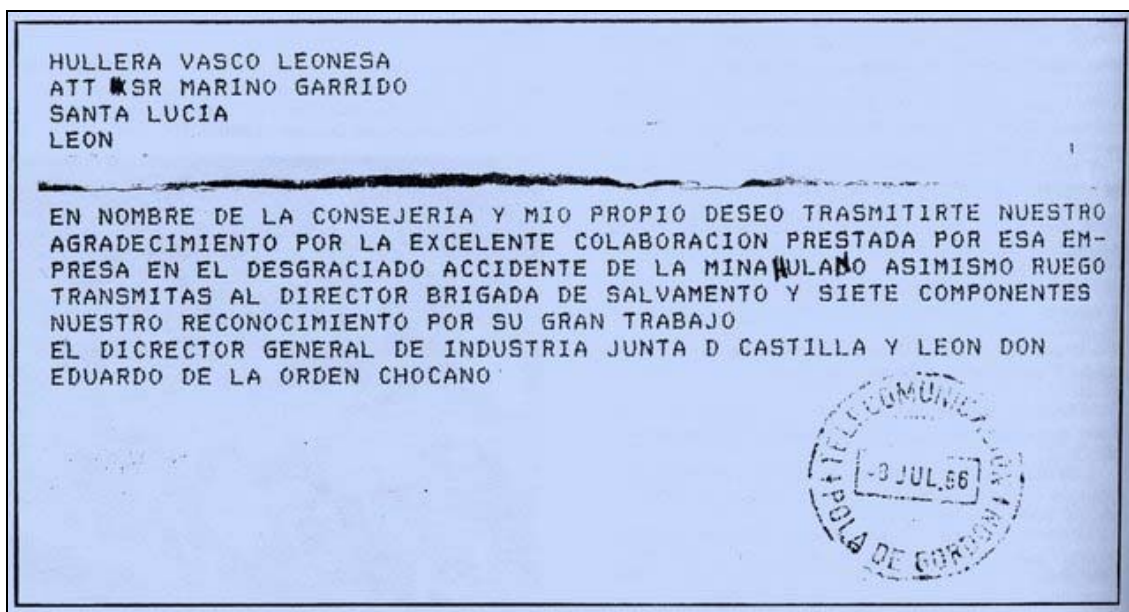 HULLERA VASCO LEONESA
ATT SR MARINO GARRIDO
SANTA LUCIA
LEON
EN NOMBRE DE LA CONSEJERIA Y MIO PROPIO DESEO TRASMITIRTE NUESTRO
AGRADECIMIENTO POR LA EXCELENTE COLABORACION PRESTADA POR ESA EM-
PRESA EN EL DESGRACIADO ACCIDENTE DE LA MINA ASIMISMO RUEGO
TRANSMITAS AL DIRECTOR BRIGADA DE SALVAMENTO Y SIETE COMPONENTES
NUESTRO RECONOCIMIENTO POR SU GRAN TRABAJO
EL DICRECTOR GENERAL DE INDUSTRIA JUNTA D CASTILLA Y LEON DON
EDUARDO DE LA ORDEN CHOCANO
JUL
POLA DE GORDON